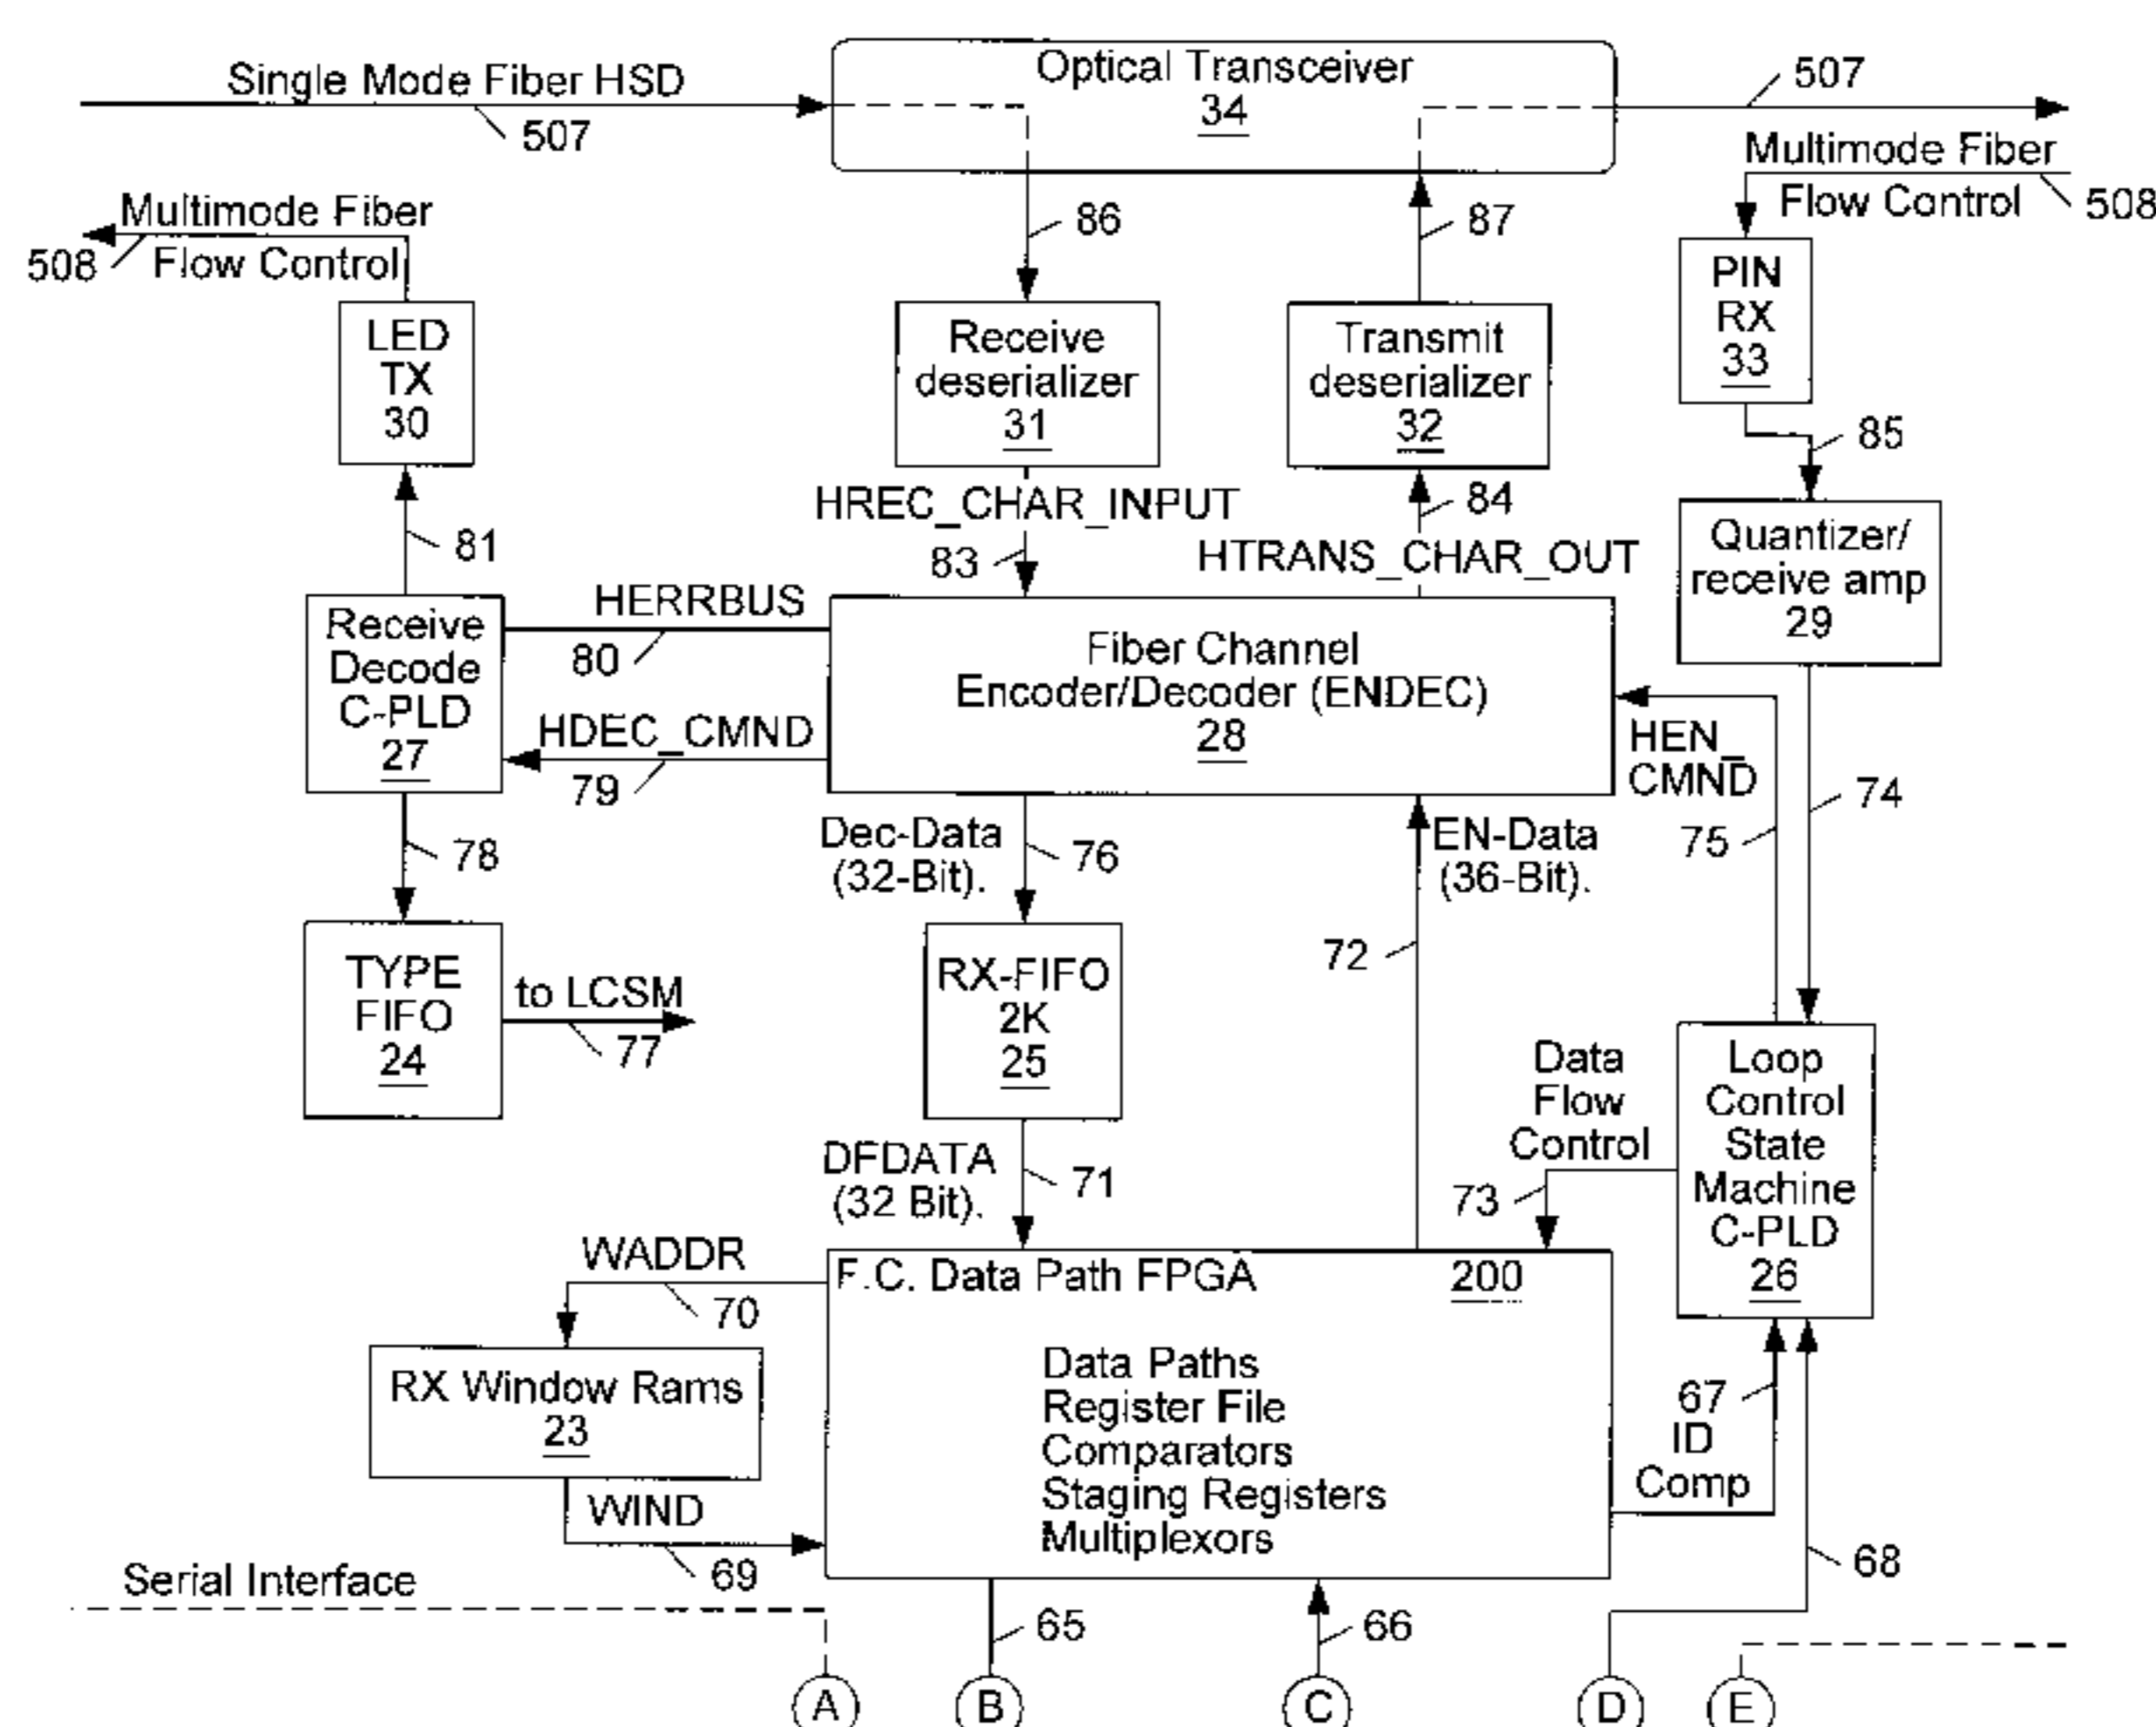 Single Mode Fiber HSD
507
Optical Transceiver
34
507
Multimode Fiber
Flow Control
508
Multimode Fiber
Flow Control
508
86
87
PIN
RX
33
LED
TX
30
Receive
deserializer
31
Transmit
deserializer
32
85
81
HREC_CHAR_INPUT
83
84
HTRANS_CHAR_OUT
Quantizer/
receive amp
29
Receive
Decode
C-PLD
27
HERRBUS
80
HDEC_CMND
79
Fiber Channel
Encoder/Decoder (ENDEC)
28
HEN_
CMND
75
74
78
Dec-Data
(32-Bit).
76
EN-Data
(36-Bit).
72
TYPE
FIFO
24
to LCSM
77
RX-FIFO
2K
25
Data
Flow
Control
73
Loop
Control
State
Machine
C-PLD
26
DFDATA
(32 Bit).
71
WADDR
70
F.C. Data Path FPGA
200
Data Paths
Register File
Comparators
Staging Registers
Multiplexors
RX Window Rams
23
WIND
69
67
ID
Comp
68
Serial Interface
65
66
A
B
C
D
E